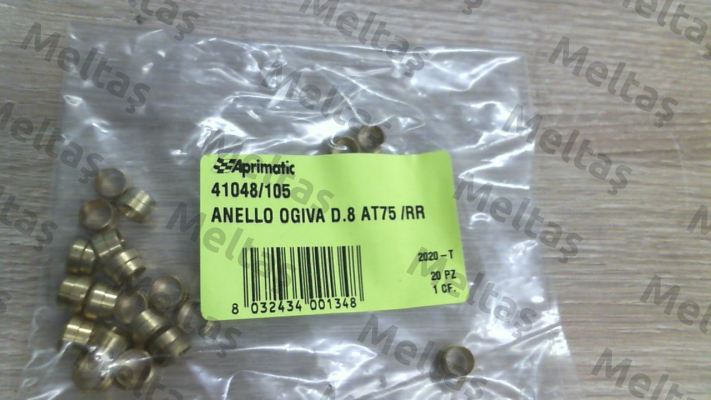 Aprimatic
41048/105
ANELLO OGIVA D.8 AT75 /RR
2020-T
20 PZ
1 CF.
8 032434 001348
Meltaş